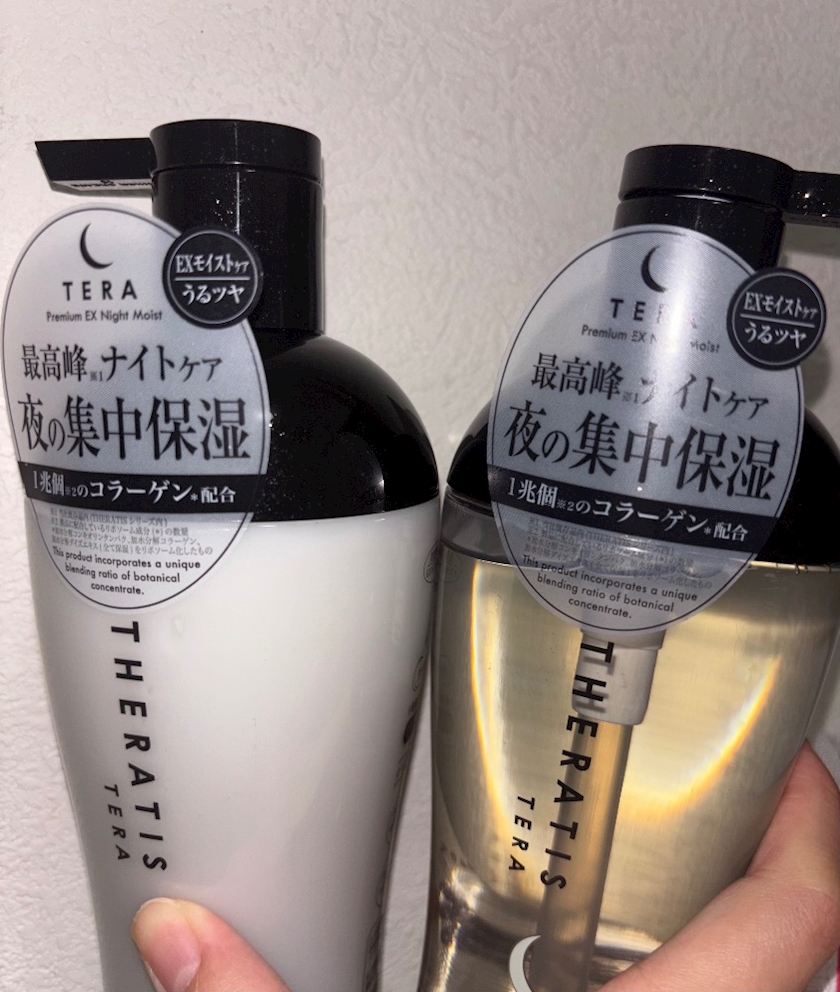 TERA
Premium EX Night Moist
EXモイストケア
うるツヤ
最高峰※1ナイトケア
夜の集中保湿
1兆個※2のコラーゲン*配合
This product incorporates a unique
blending ratio of botanical
concentrate.
THERATIS
TERA
TERA
Premium EX Night Moist
EXモイストケア
うるツヤ
最高峰※1ナイトケア
夜の集中保湿
1兆個※2のコラーゲン*配合
This product incorporates a unique
blending ratio of botanical
concentrate.
THERATIS
TERA